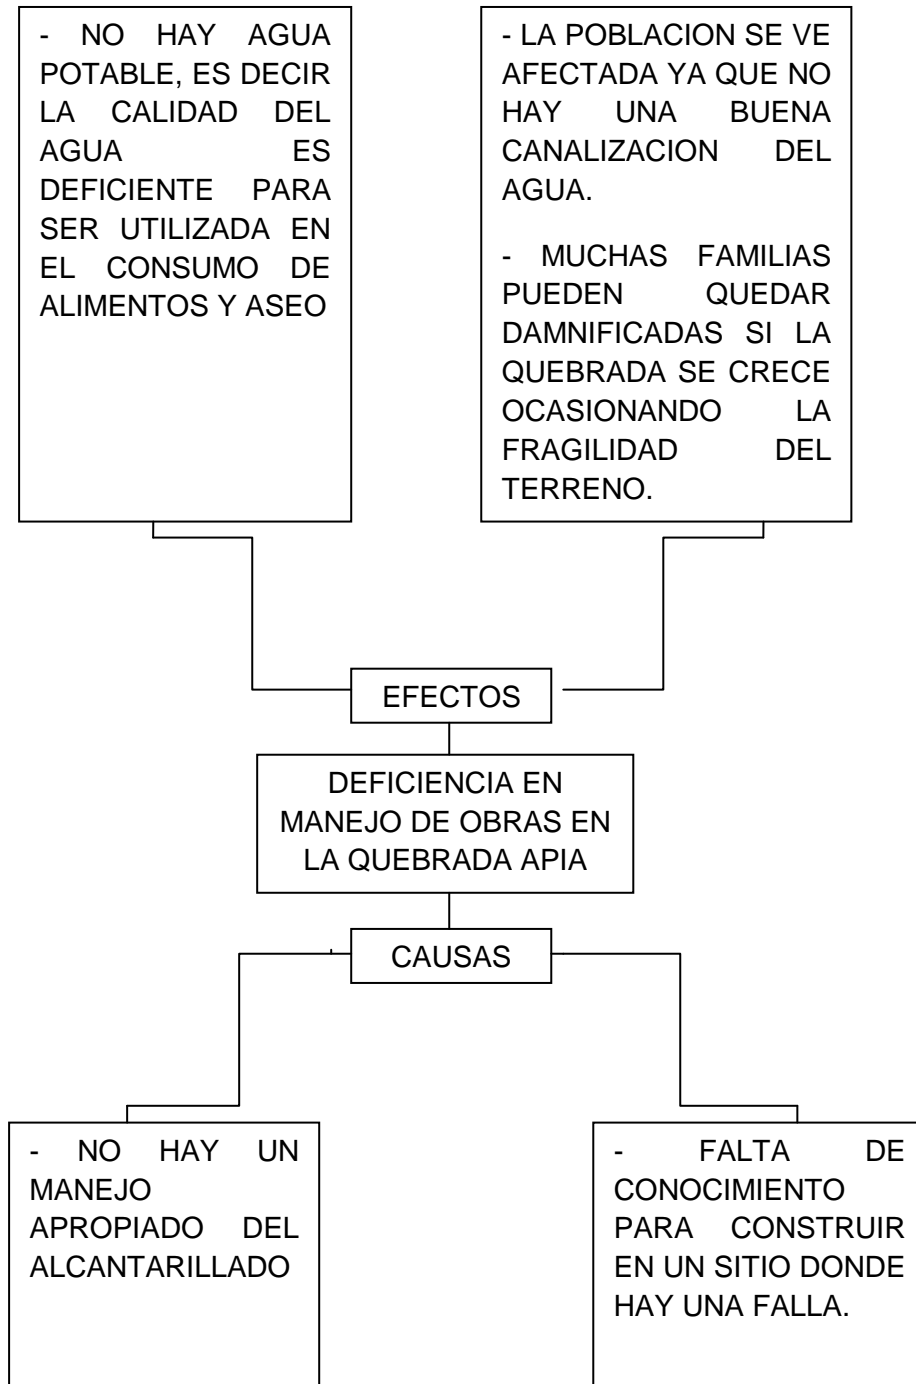 - NO HAY AGUA
POTABLE, ES DECIR
LA CALIDAD DEL
AGUA ES
DEFICIENTE PARA
SER UTILIZADA EN
EL CONSUMO DE
ALIMENTOS Y ASEO
- LA POBLACION SE VE
AFECTADA YA QUE NO
HAY UNA BUENA
CANALIZACION DEL
AGUA.
- MUCHAS FAMILIAS
PUEDEN QUEDAR
DAMNIFICADAS SI LA
QUEBRADA SE CRECE
OCASIONANDO LA
FRAGILIDAD DEL
TERRENO.
EFECTOS
DEFICIENCIA EN
MANEJO DE OBRAS EN
LA QUEBRADA APIA
CAUSAS
- NO HAY UN
MANEJO
APROPIADO DEL
ALCANTARILLADO
- FALTA DE
CONOCIMIENTO
PARA CONSTRUIR
EN UN SITIO DONDE
HAY UNA FALLA.